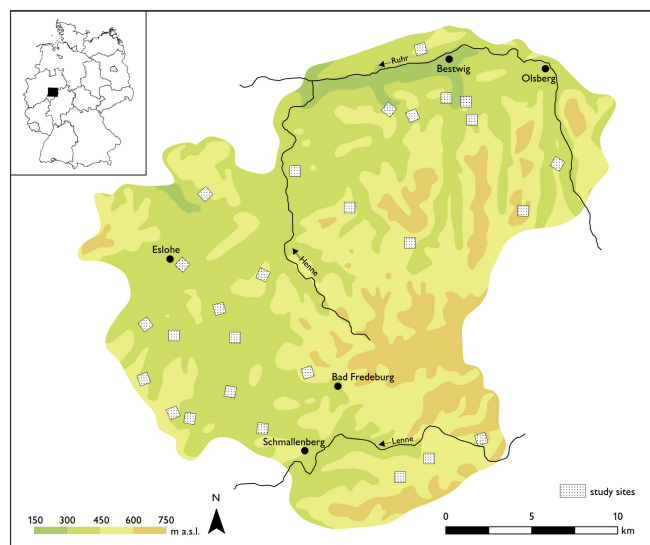 Ruhr
Bestwig
Olsberg
Eslohe
Henne
Bad Fredeburg
Schmallenberg
Lenne
N
study sites
150 300 450 600 750
m a.s.l.
0 5 10
km